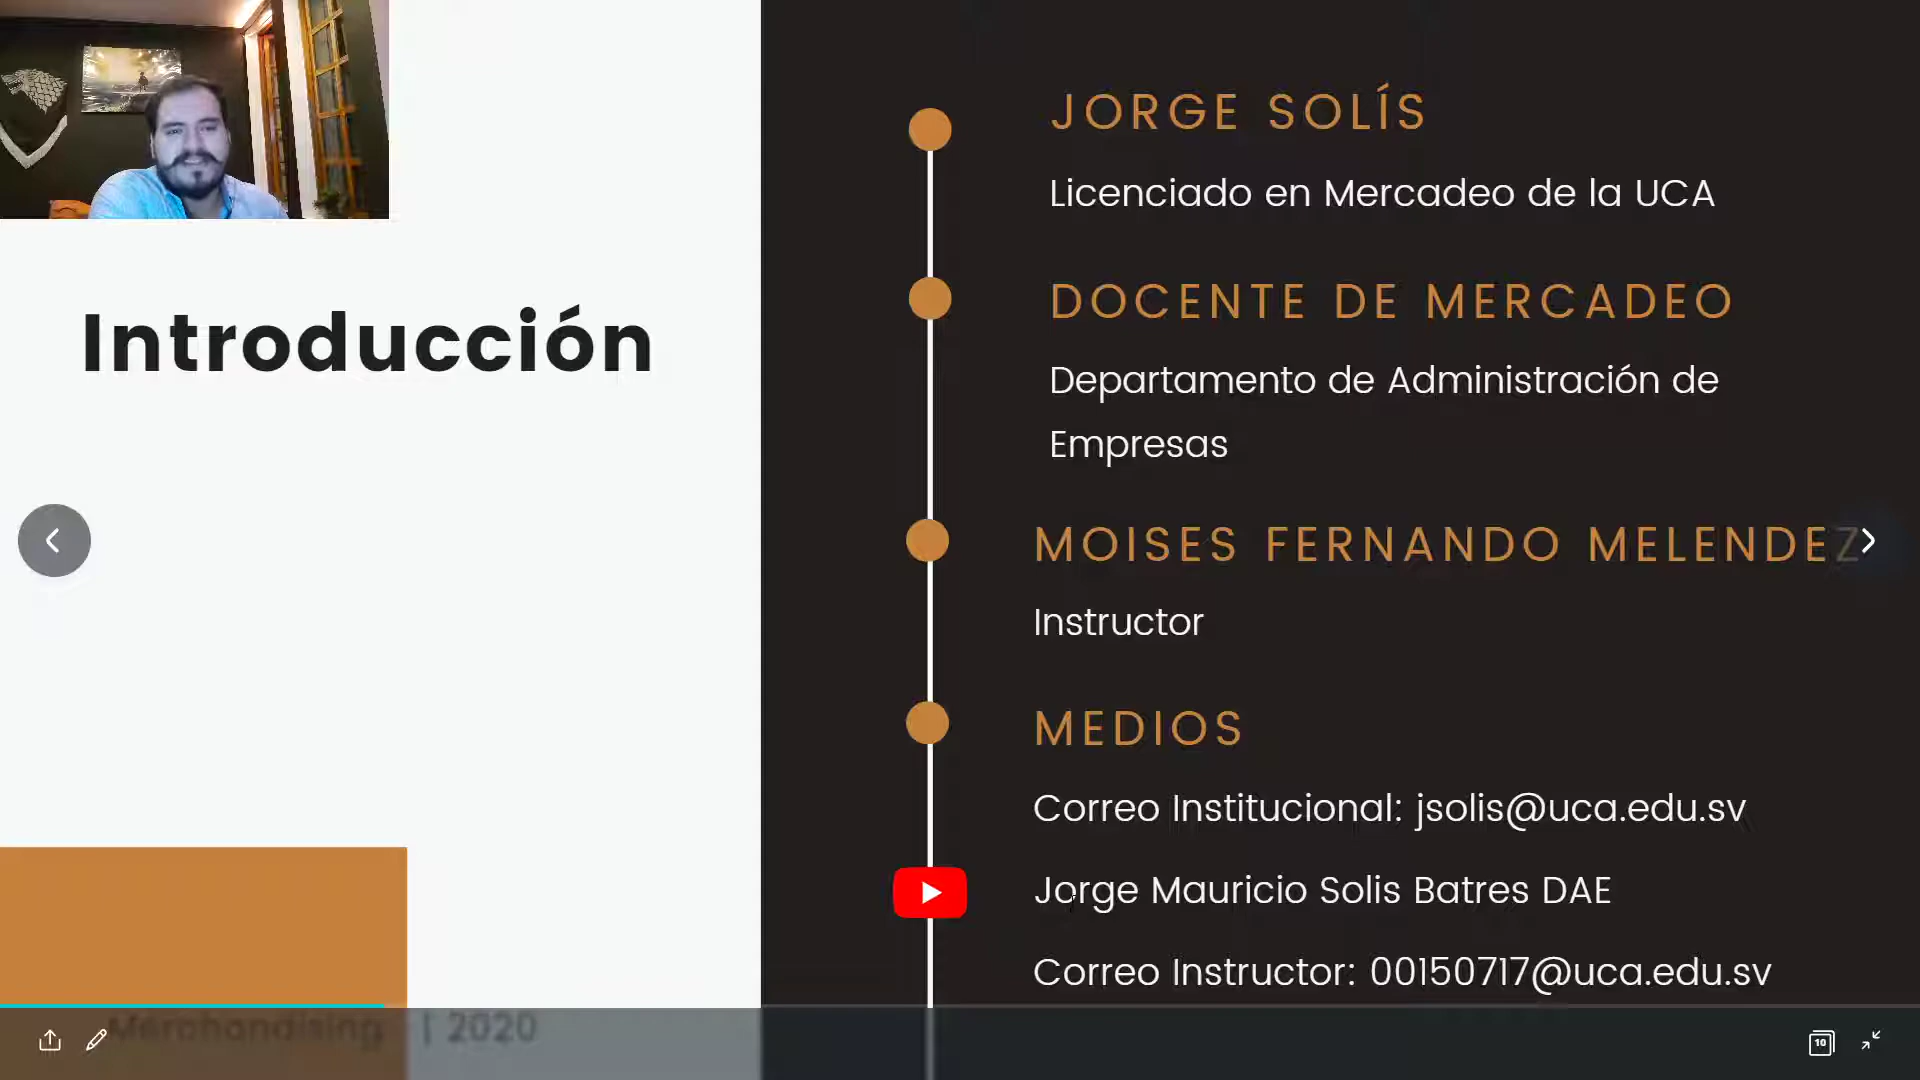 Introducción
JORGE SOLÍS
Licenciado en Mercadeo de la UCA
DOCENTE DE MERCADEO
Departamento de Administración de
Empresas
MOISES FERNANDO MELENDEZ
Instructor
MEDIOS
Correo Institucional: jsolis@uca.edu.sv
Jorge Mauricio Solis Batres DAE
Correo Instructor: 00150717@uca.edu.sv
Merchandising | 2020
10